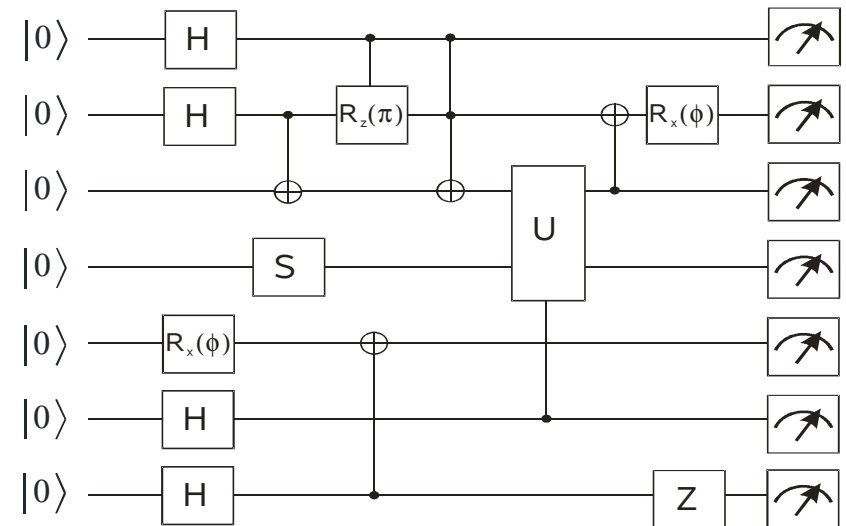 |0⟩ H
|0⟩ H R_z(π) R_x(φ)
|0⟩
U
|0⟩ S
|0⟩ R_x(φ)
|0⟩ H
|0⟩ H Z